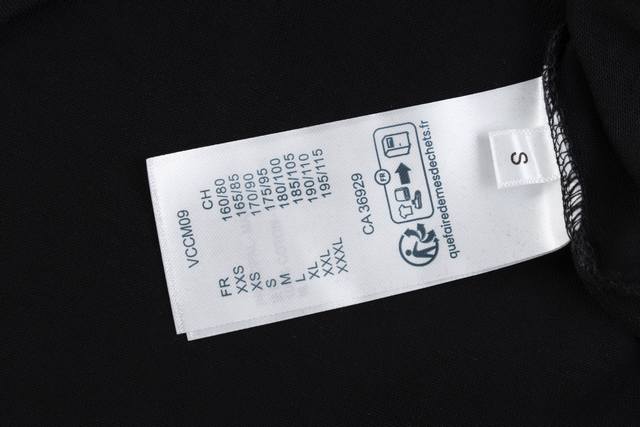 VCCM09
FR CH
XXS 160/80
XS 165/85
S 170/90
M 175/95
L 180/100
XL 185/105
XXL 190/110
XXXL 195/115
CA 36929
FR
quefairedemesdechets.fr
S